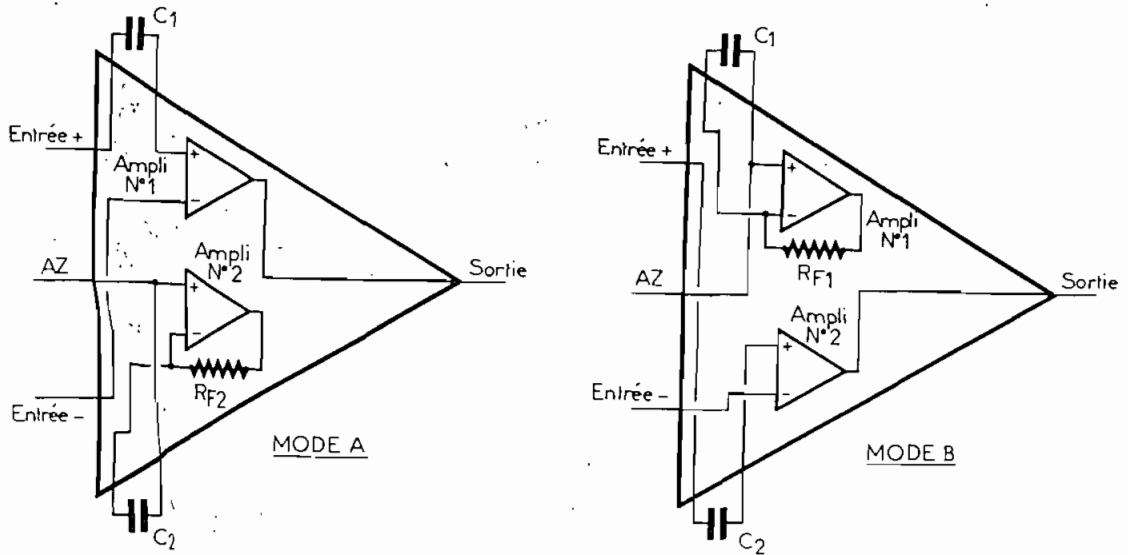 C1
Entrée +
+
Ampli
N°1
−
Ampli
N°2
AZ
+
−
RF2
Sortie
Entrée −
MODE A
C2
C1
Entrée +
+
−
Ampli
N°1
RF1
AZ
Sortie
Ampli
N°2
+
−
Entrée −
MODE B
C2